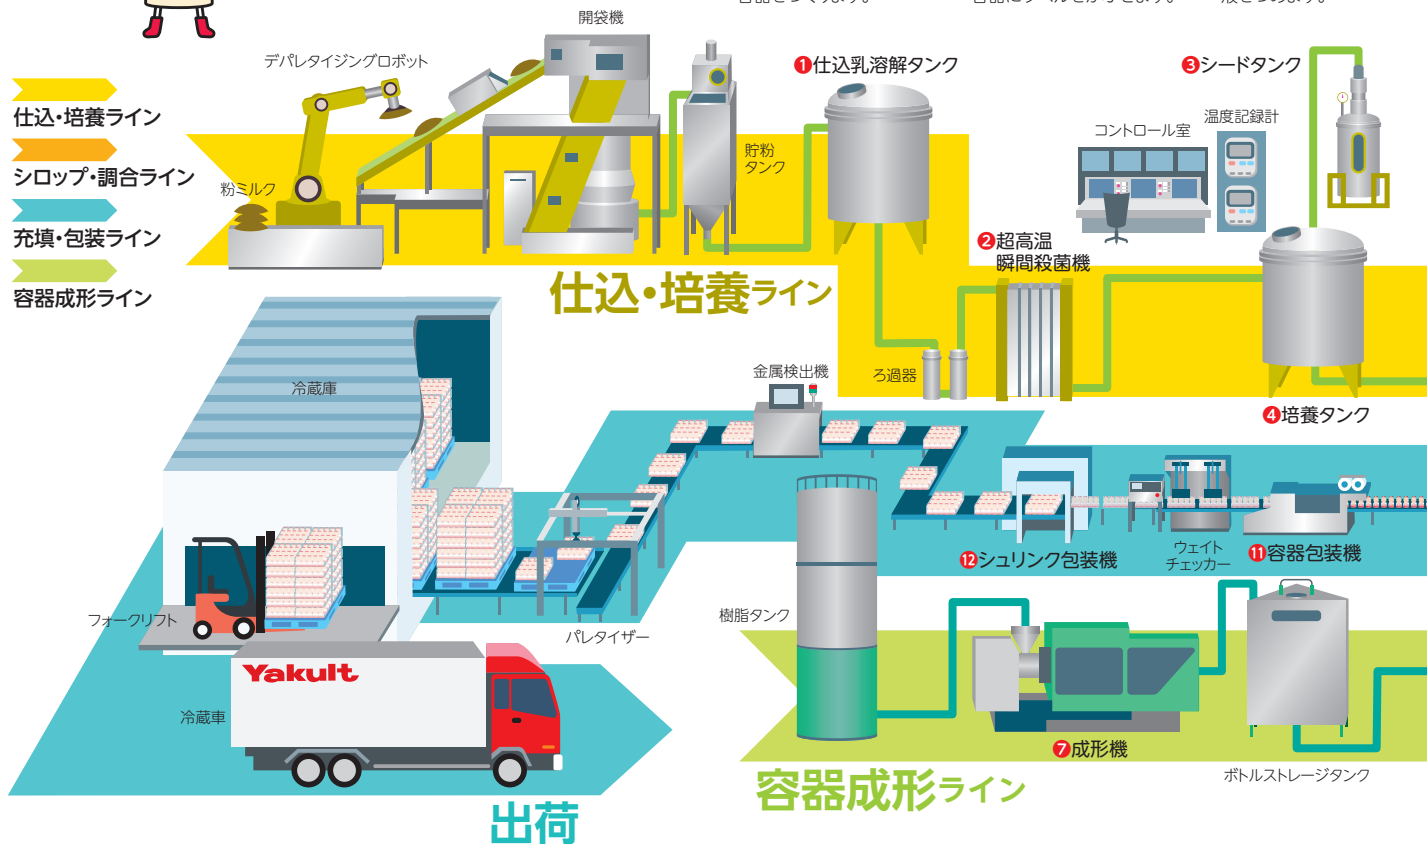 開袋機
デパレタイジングロボット
❶仕込乳溶解タンク
❸シードタンク
仕込・培養ライン
シロップ・調合ライン
充填・包装ライン
容器成形ライン
粉ミルク
貯粉
タンク
コントロール室
温度記録計
❷超高温
瞬間殺菌機
仕込・培養ライン
ろ過器
❹培養タンク
冷蔵庫
金属検出機
⓬シュリンク包装機
ウェイト
チェッカー
⓫容器包装機
フォークリフト
パレタイザー
樹脂タンク
Yakult
冷蔵車
❼成形機
ボトルストレージタンク
容器成形ライン
出荷